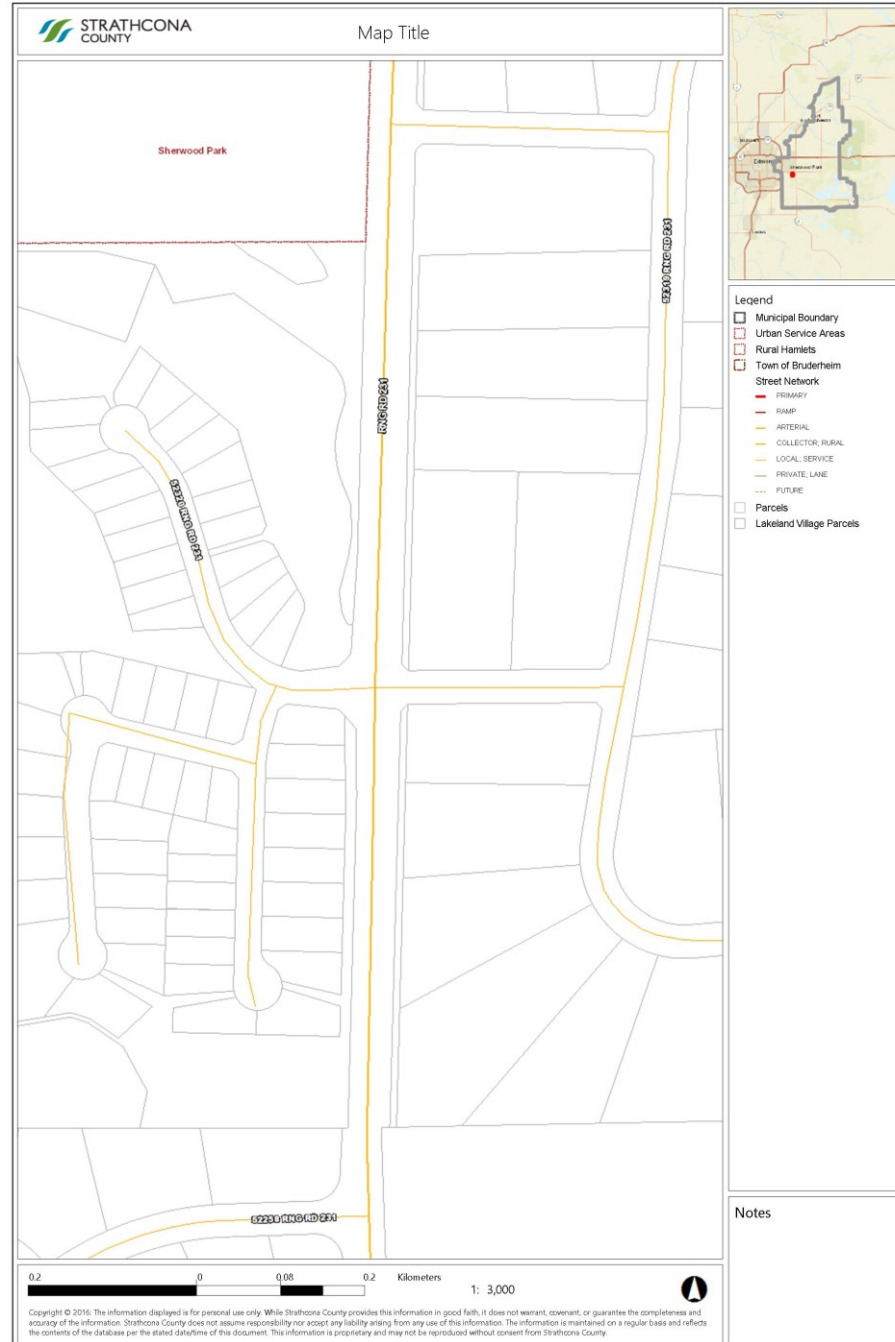 STRATHCONA
COUNTY
Map Title
Sherwood Park
RNG RD 231
52318 RNG RD 231
52320 RNG RD 231
52258 RNG RD 231
Sherwood Park
Legend
Municipal Boundary
Urban Service Areas
Rural Hamlets
Town of Bruderheim
Street Network
PRIMARY
RAMP
ARTERIAL
COLLECTOR; RURAL
LOCAL; SERVICE
PRIVATE; LANE
FUTURE
Parcels
Lakeland Village Parcels
Notes
0.2 0 0.08 0.2 Kilometers
1: 3,000
Copyright © 2016: The information displayed is for personal use only. While Strathcona County provides this information in good faith, it does not warrant, covenant, or guarantee the completeness and
accuracy of the information. Strathcona County does not assume responsibility nor accept any liability arising from any use of this information. The information is maintained on a regular basis and reflects
the contents of the database per the stated date/time of this document. This information is proprietary and may not be reproduced without consent from Strathcona County.